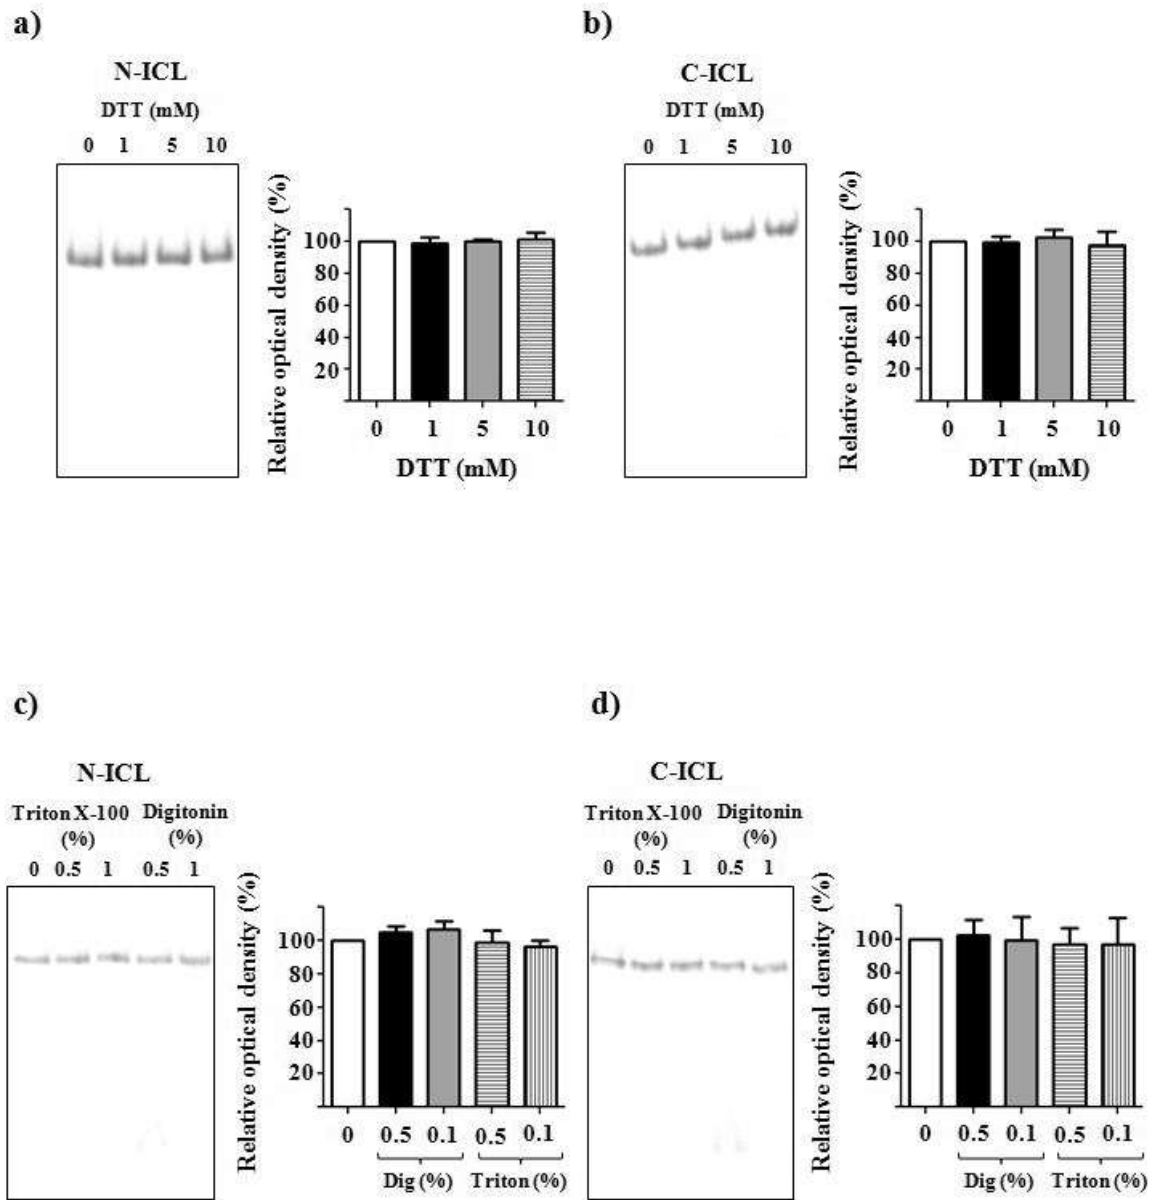 a)
N-ICL
DTT (mM)
0 1 5 10
Relative optical density (%)
100
80
60
40
20
0 1 5 10
DTT (mM)
b)
C-ICL
DTT (mM)
0 1 5 10
Relative optical density (%)
100
80
60
40
20
0 1 5 10
DTT (mM)
c)
N-ICL
Triton X-100 Digitonin
(%) (%)
0 0.5 1 0.5 1
Relative optical density (%)
100
80
60
40
20
0 0.5 0.1 0.5 0.1
Dig (%) Triton (%)
d)
C-ICL
Triton X-100 Digitonin
(%) (%)
0 0.5 1 0.5 1
Relative optical density (%)
100
80
60
40
20
0 0.5 0.1 0.5 0.1
Dig (%) Triton (%)